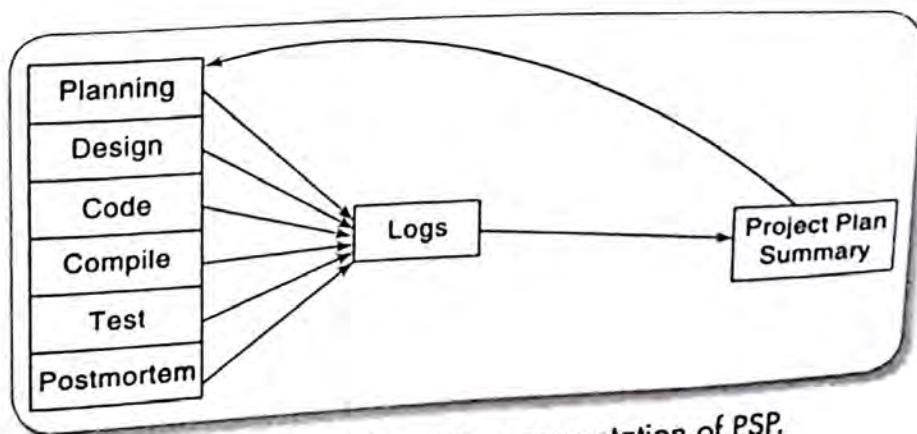 Planning
Design
Code
Compile
Test
Postmortem
Logs
Project Plan
Summary
of PSP.